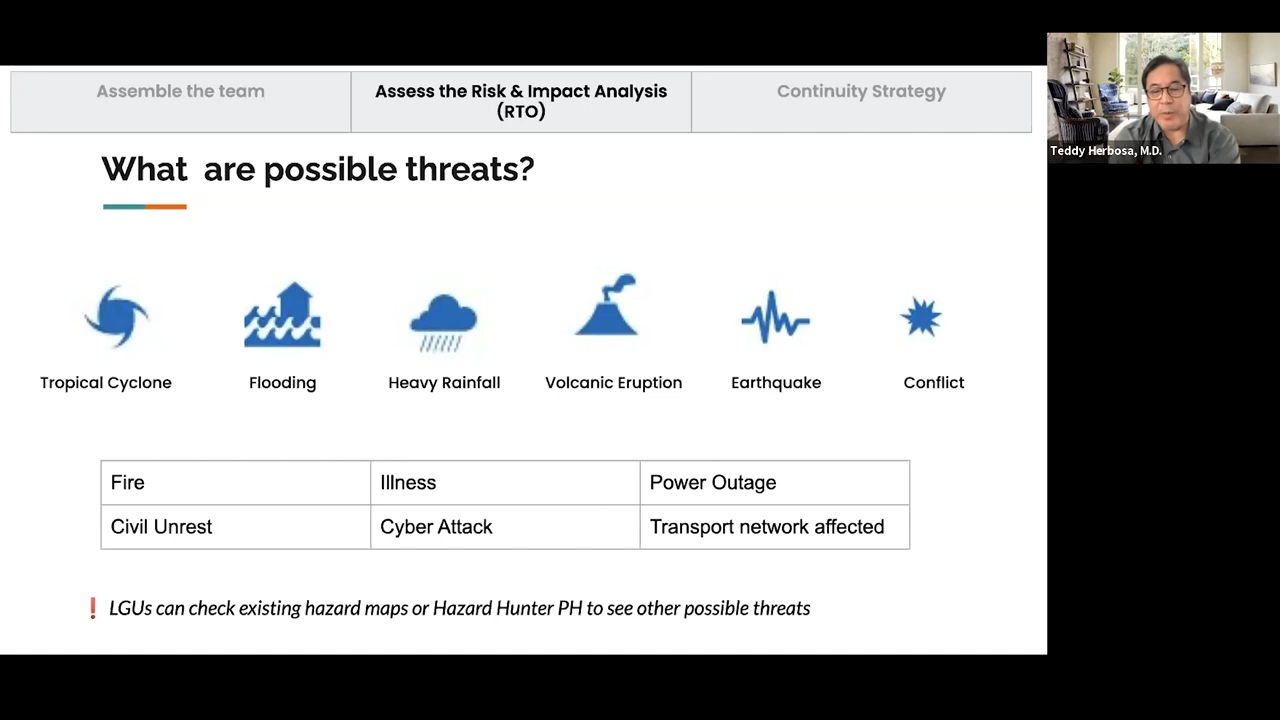 Assemble the team
Assess the Risk & Impact Analysis
(RTO)
Continuity Strategy
Teddy Herbosa, M.D.
What are possible threats?
Tropical Cyclone
Flooding
Heavy Rainfall
Volcanic Eruption
Earthquake
Conflict
Fire
Illness
Power Outage
Civil Unrest
Cyber Attack
Transport network affected
❗ LGUs can check existing hazard maps or Hazard Hunter PH to see other possible threats